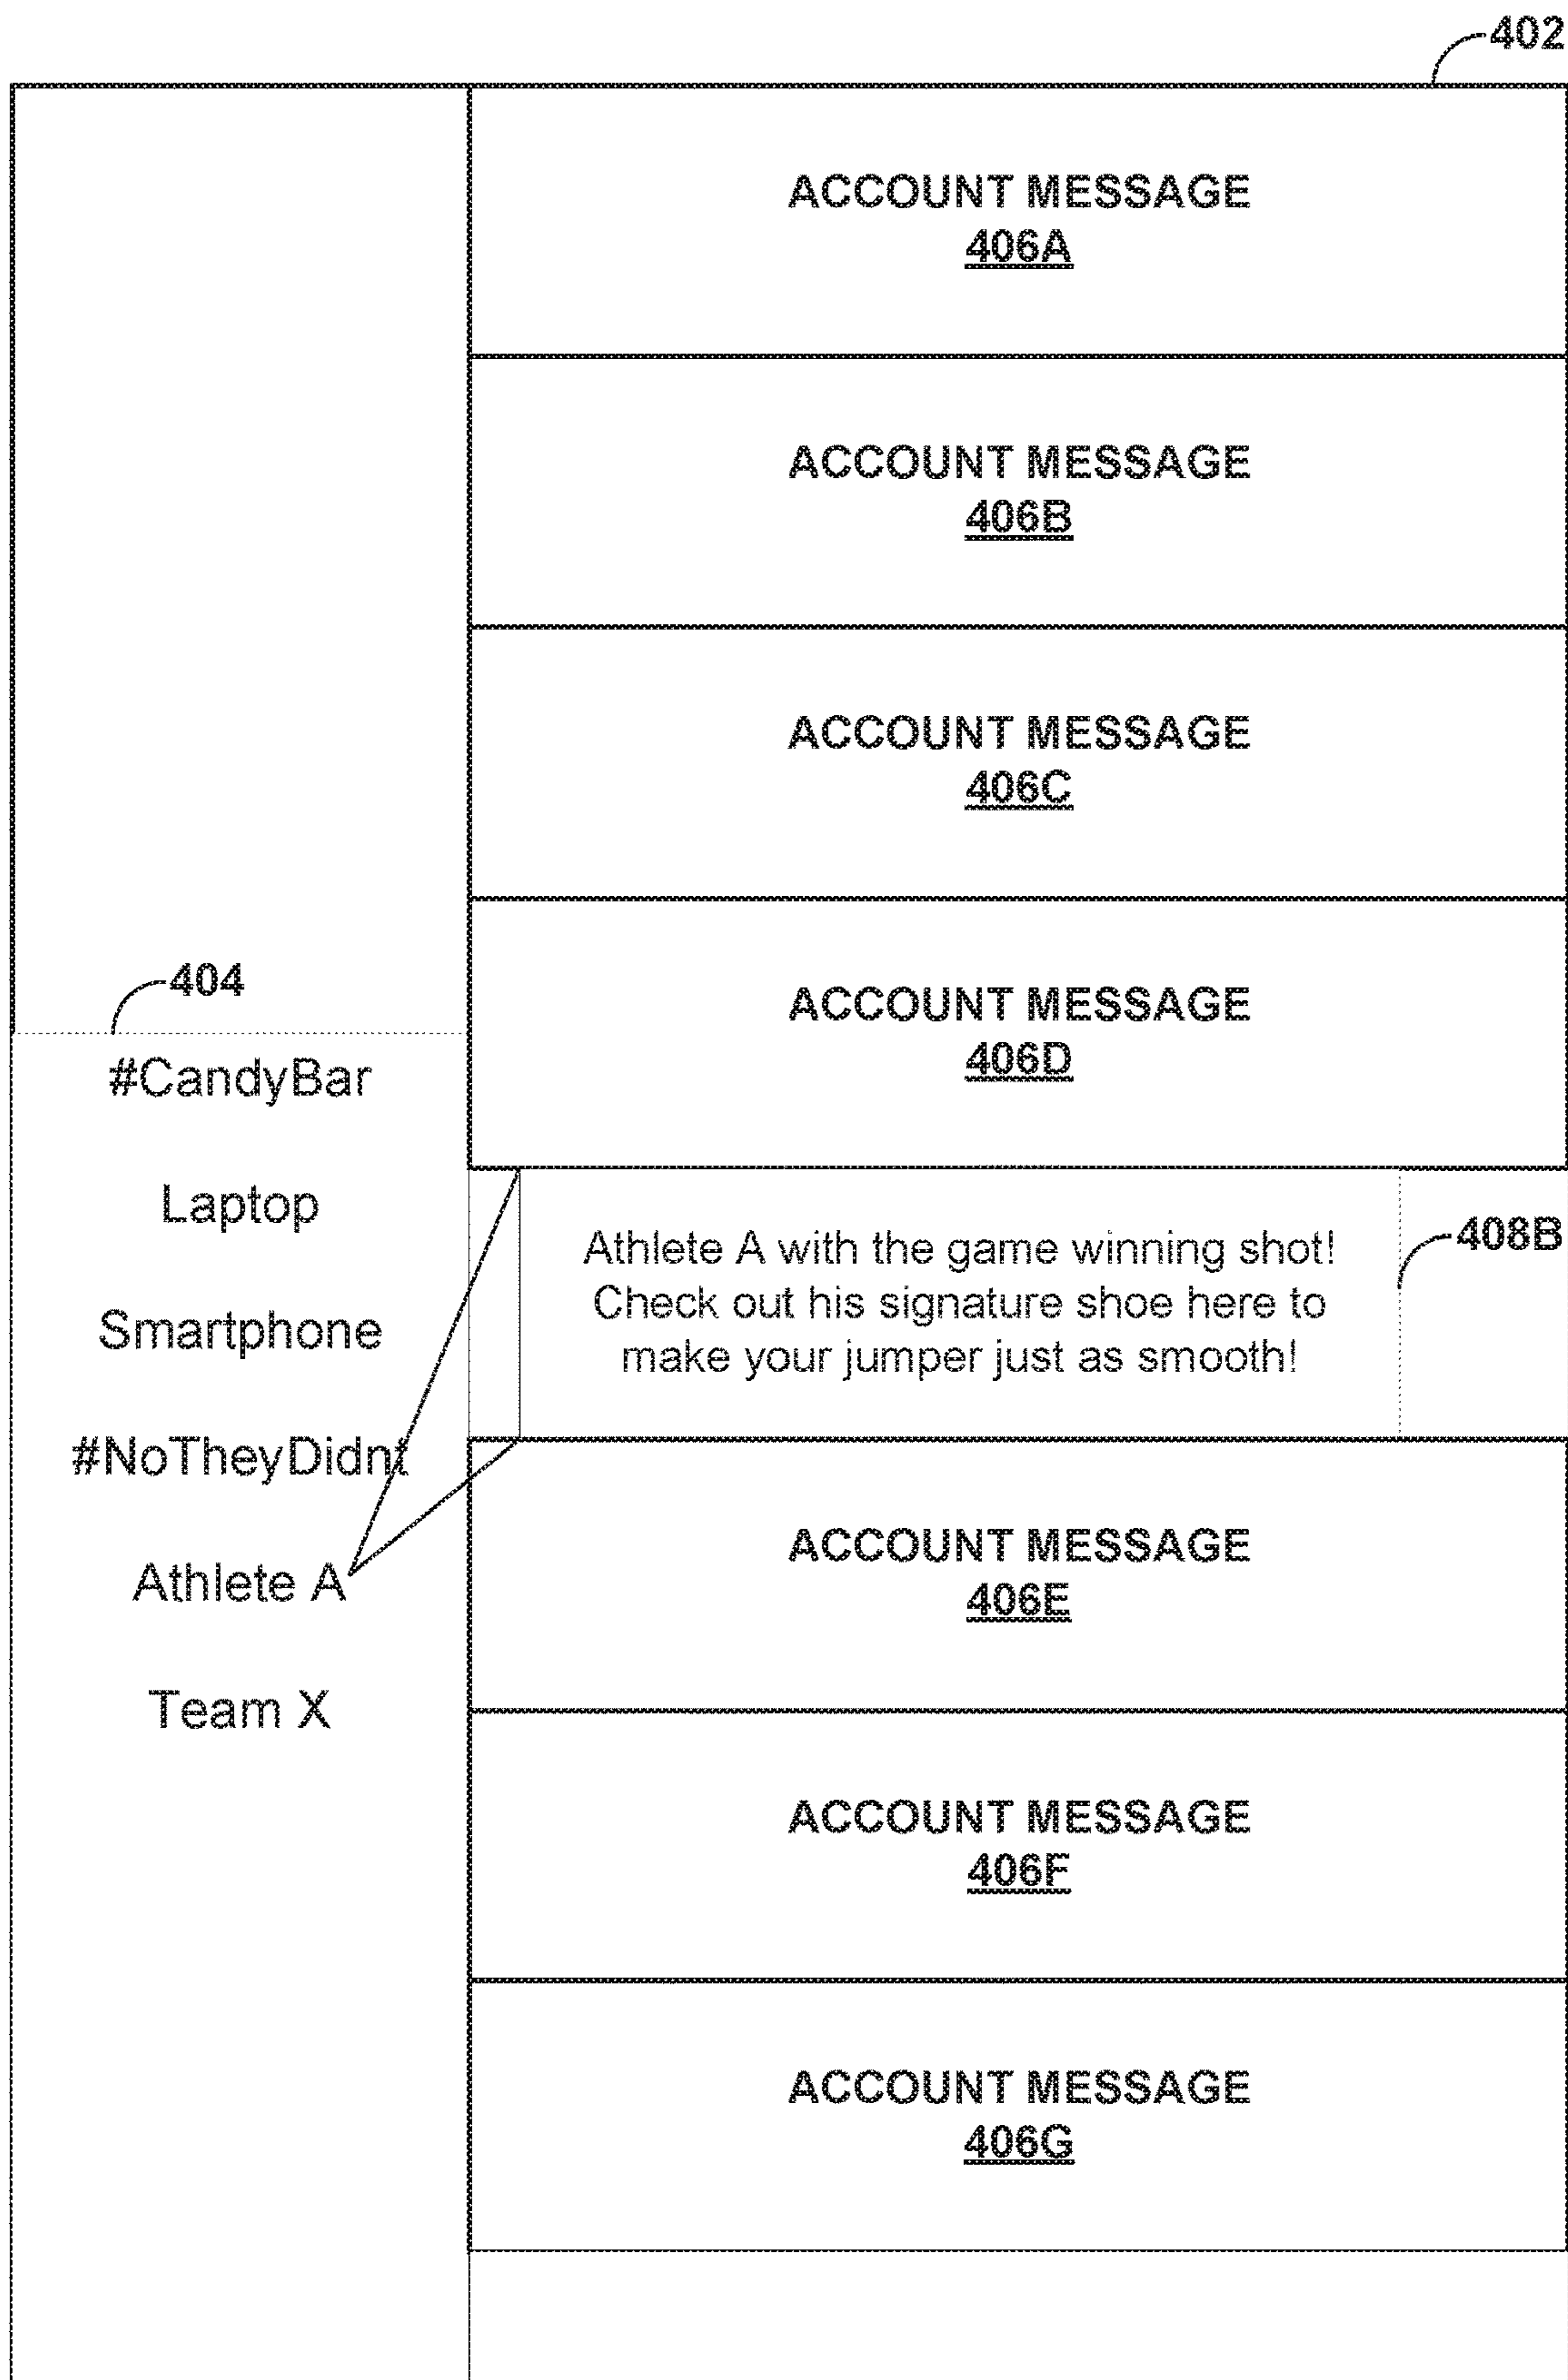 402
ACCOUNT MESSAGE
406A
ACCOUNT MESSAGE
406B
ACCOUNT MESSAGE
406C
ACCOUNT MESSAGE
406D
404
#CandyBar
Laptop
Smartphone
#NoTheyDidnt
Athlete A
Team X
Athlete A with the game winning shot!
Check out his signature shoe here to
make your jumper just as smooth!
408B
ACCOUNT MESSAGE
406E
ACCOUNT MESSAGE
406F
ACCOUNT MESSAGE
406G